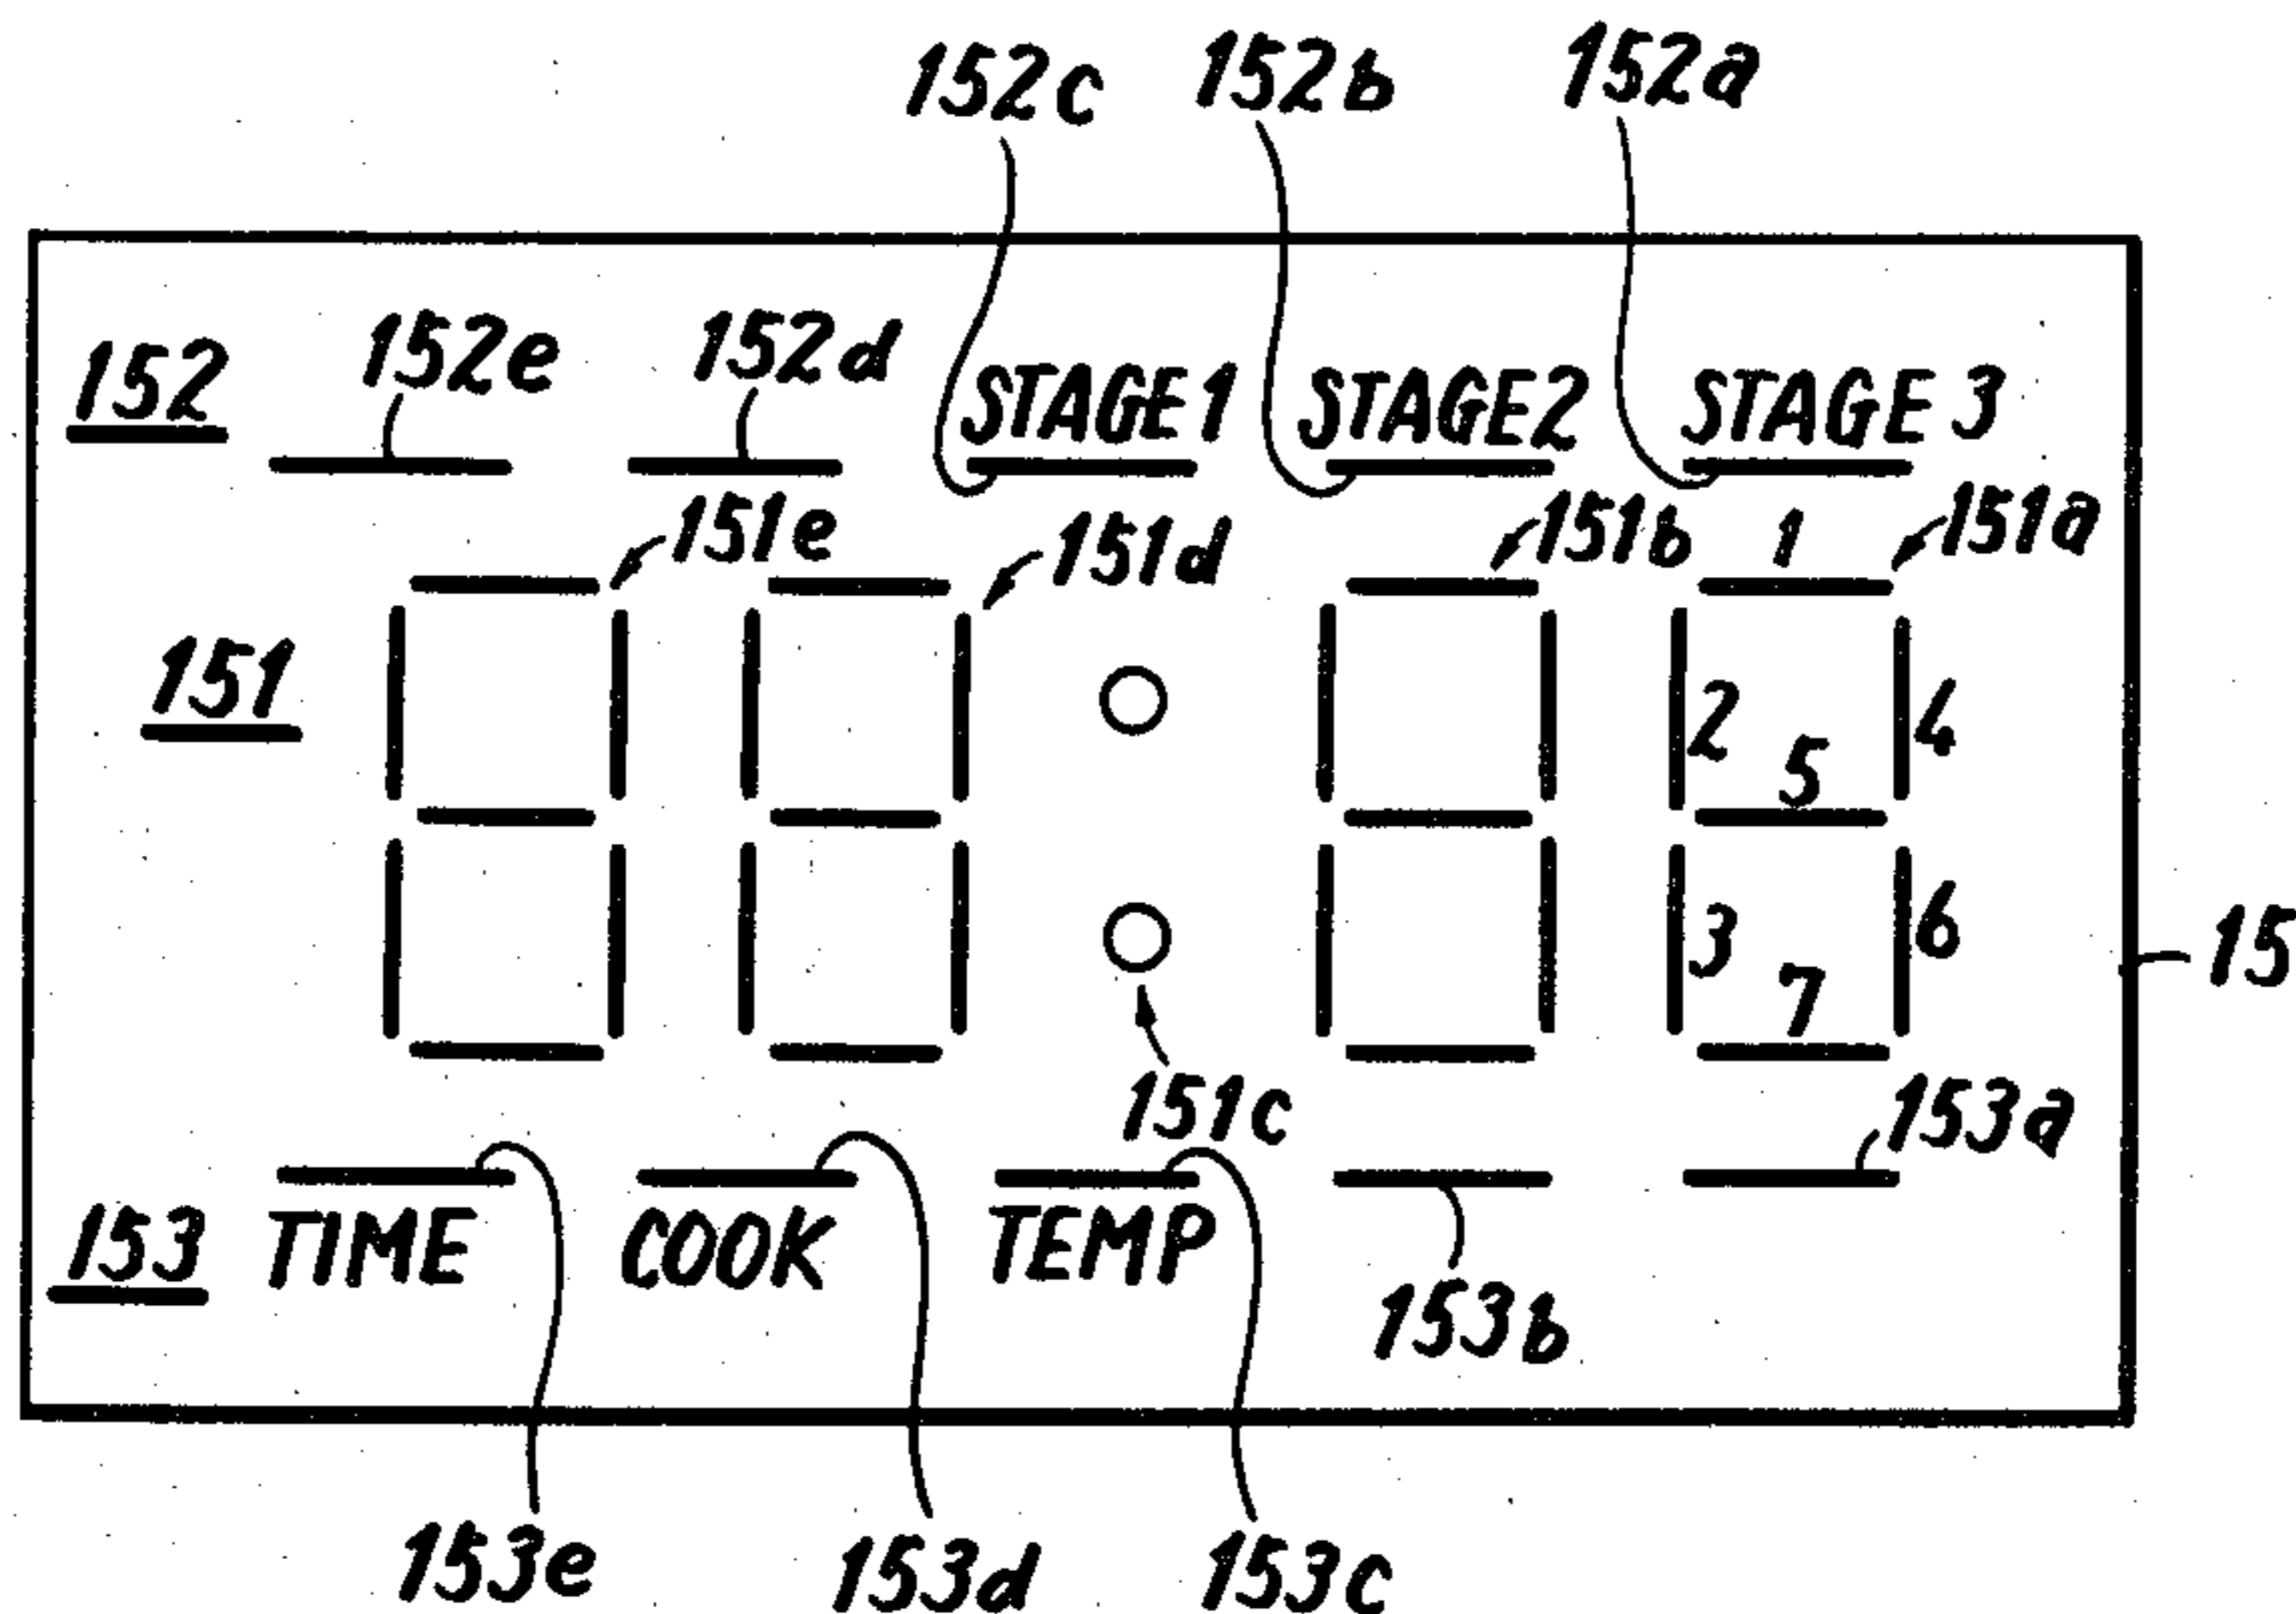 152c 152b 152a
152 152e 152d STAGE1 STAGE2 STAGE 3
151e 151d 151b 1 151a
151 2 5 4
3 7 6 15
151c 153a
153 TIME COOK TEMP 153b
153e 153d 153c